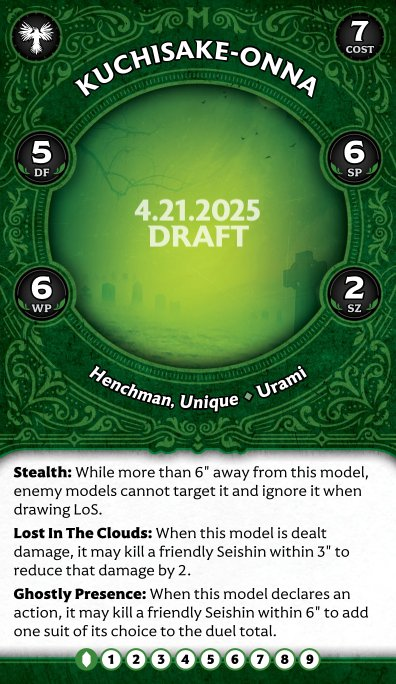 7
COST
KUCHISAKE-ONNA
5
DF
6
SP
4.21.2025
DRAFT
6
WP
2
SZ
Henchman, Unique ⬥ Urami
Stealth: While more than 6" away from this model,
enemy models cannot target it and ignore it when
drawing LoS.
Lost In The Clouds: When this model is dealt
damage, it may kill a friendly Seishin within 3" to
reduce that damage by 2.
Ghostly Presence: When this model declares an
action, it may kill a friendly Seishin within 6" to add
one suit of its choice to the duel total.
1 2 3 4 5 6 7 8 9